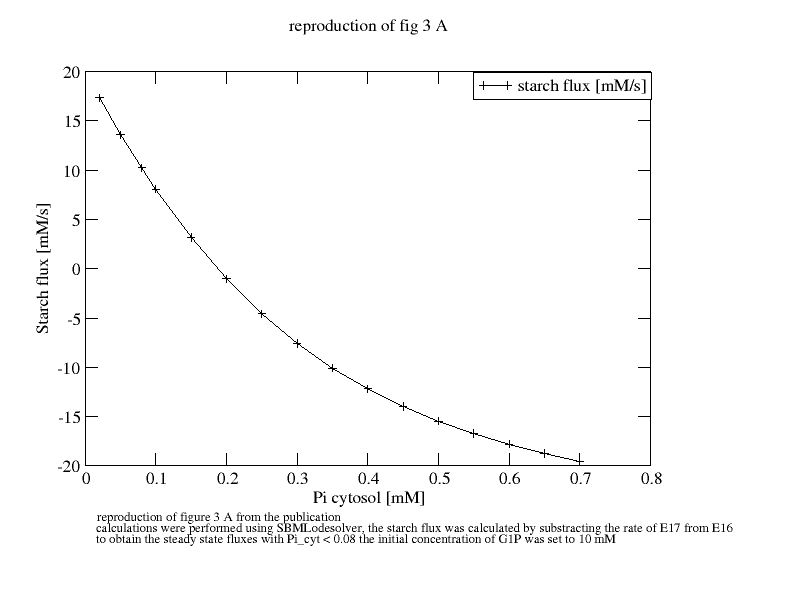 reproduction of fig 3 A
20
15
10
5
0
-5
-10
-15
-20
starch flux [mM/s]
Starch flux [mM/s]
0 0.1 0.2 0.3 0.4 0.5 0.6 0.7 0.8
Pi cytosol [mM]
reproduction of figure 3 A from the publication
calculations were performed using SBMLodesolver, the starch flux was calculated by substracting the rate of E17 from E16
to obtain the steady state fluxes with Pi_cyt < 0.08 the initial concentration of G1P was set to 10 mM